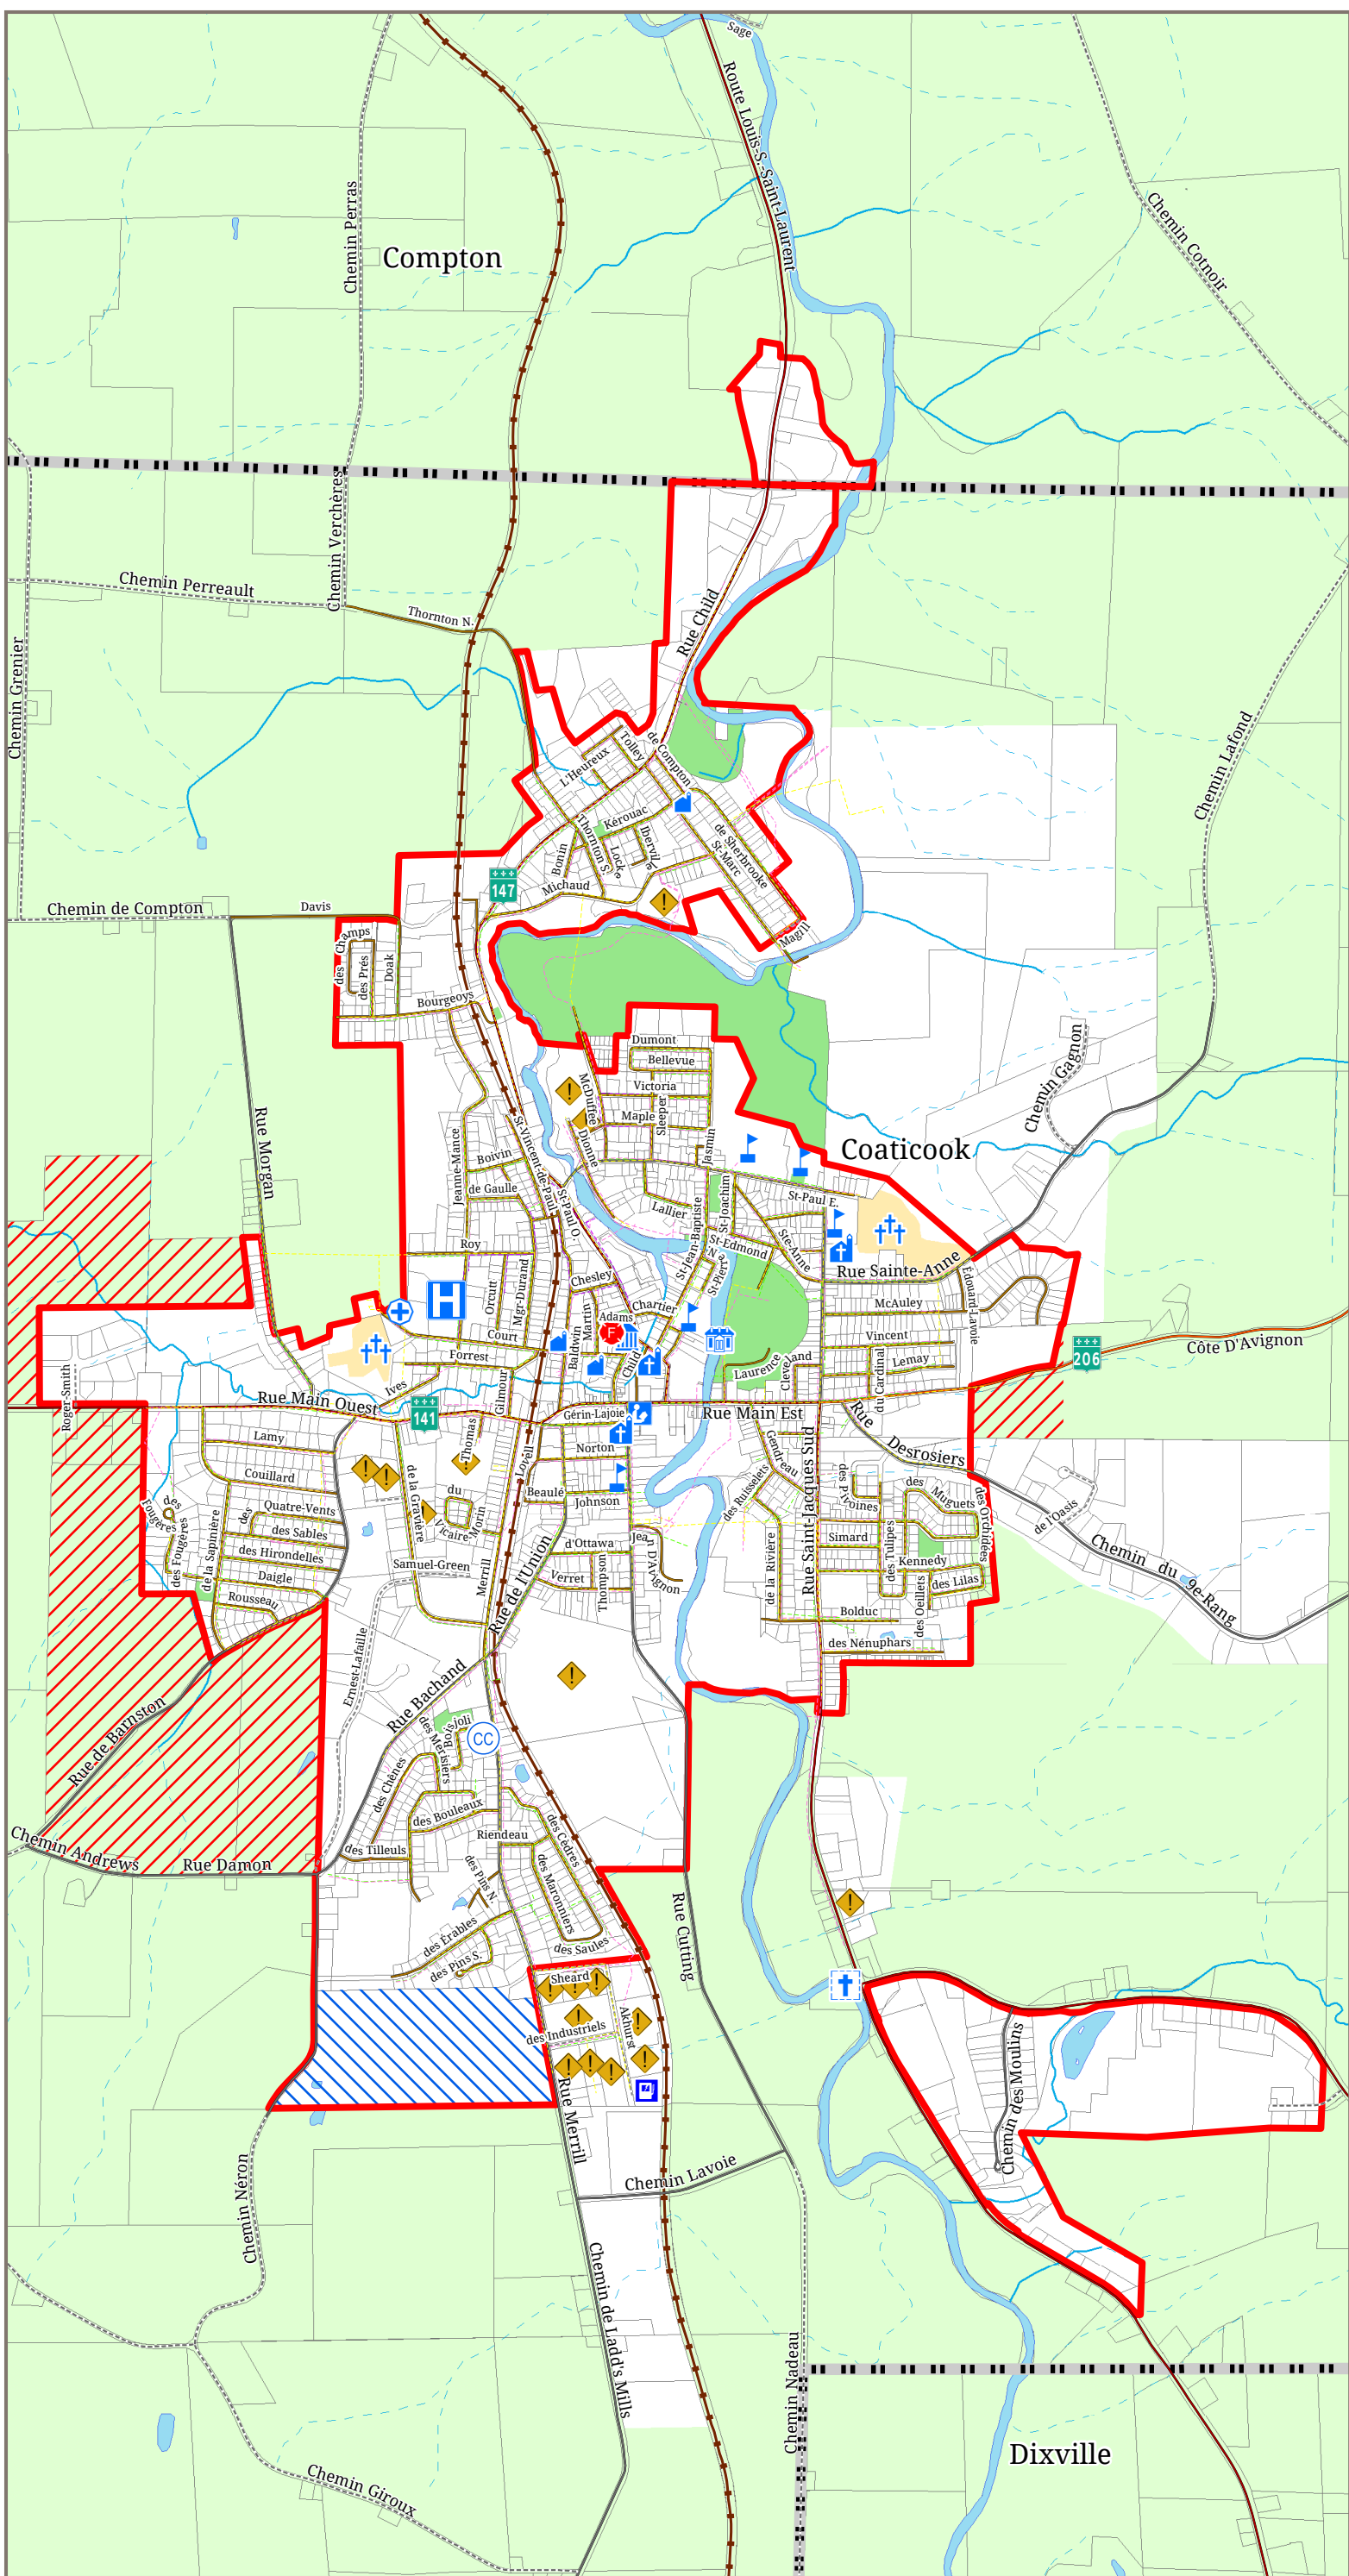 Sage
Route Louis-S.-Saint-Laurent
Chemin Perras
Compton
Chemin Cotnoir
Chemin Verchères
Chemin Perreault
Thornton N.
Chemin Grenier
Rue Child
Chemin Lafond
de Compton
Tolley
L'Heureux
Kérouac
Thornton S.
Iberville
Lock
Bonin
de Sherbrooke
St-Marc
Michaud
147
Magill
Chemin de Compton
Davis
des Champs
des Prés
Doak
Bourgeoys
Dumont
Bellevue
Victoria
McDuffee
Maple
Sleeper
Chemin Gagnon
Rue Morgan
Jeanne-Mance
St-Vincent-de-Paul
Dionne
Jasmin
Coaticook
Boivin
de Gaulle
St-Paul O.
Lallier
St-Jean-Baptiste
St-Joachim
St-Paul E.
Roy
St-Edmond
Ste-Anne
N.
St-Pierre
Rue Sainte-Anne
Édouard-Lavoie
Orcutt
Mgr-Durand
Chesley
H
Chartier
McAuley
Martin
Adams
F
Court
Vincent
206
Côte D'Avignon
Baldwin
Child
Forrest
Laurence
Cleveland
du Cardinal
Lemay
Roger-Smith
Ives
Gilmour
Rue Main Ouest
141
Gérin-Lajoie
Rue Main Est
Rue Desrosiers
Lamy
Thomas
Lovell
Norton
Gendreau
Couillard
de la Gravière
Beaulé
Johnson
des Ruisselets
Rue Saint-Jacques Sud
des Pivoines
des Muguets
des Orchidées
des Fougères
des Fougères
de la Sapinière
des Quatre-Vents
des Sables
des Hirondelles
Daigle
Rousseau
du Vicaire-Morin
Samuel-Green
Merrill
Rue de l'Union
d'Ottawa
Jean D'Avignon
Verret
Thompson
de la Rivière
Simard
des Tulipes
Kennedy
des Lilas
des Oeillets
Bolduc
des Nénuphars
de l'Oasis
Chemin du 9e-Rang
Ernest-Lafaille
Rue Bachand
Rue de Barnston
Bois joli
des Merisiers
CC
des Chênes
des Bouleaux
Riendeau
des Cèdres
Chemin Andrews
Rue Damon
des Tilleuls
des Maronniers
des Pins N.
des Érables
des Pins S.
des Saules
Rue Cutting
Sheard
Akhurst
des Industriels
Chemin des Moulins
Rue Merrill
Chemin Lavoie
Chemin Néron
Chemin de Ladd's Mills
Chemin Nadeau
Dixville
Chemin Giroux